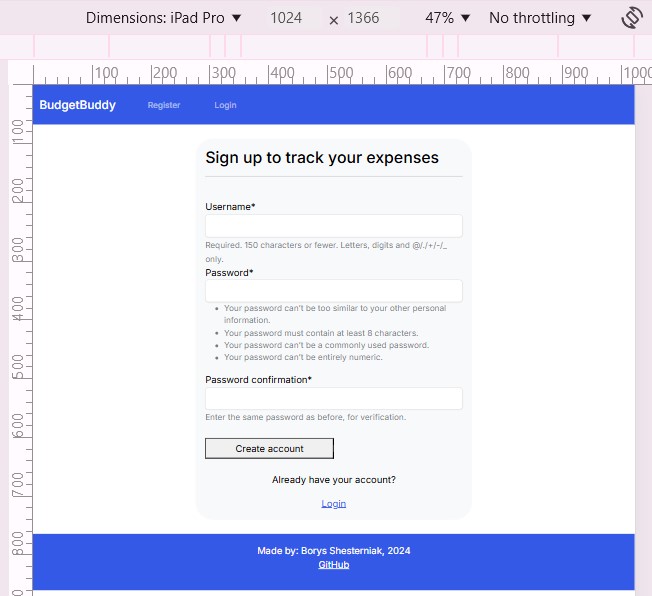 Dimensions: iPad Pro ▼ 1024 × 1366 47% ▼ No throttling ▼
100 200 300 400 500 600 700 800 900 1000
100
200
300
400
500
600
700
800
BudgetBuddy Register Login
Sign up to track your expenses
Username*
Required. 150 characters or fewer. Letters, digits and @/./+/-/_
only.
Password*
• Your password can't be too similar to your other personal
information.
• Your password must contain at least 8 characters.
• Your password can't be a commonly used password.
• Your password can't be entirely numeric.
Password confirmation*
Enter the same password as before, for verification.
Create account
Already have your account?
Login
Made by: Borys Shesterniak, 2024
GitHub